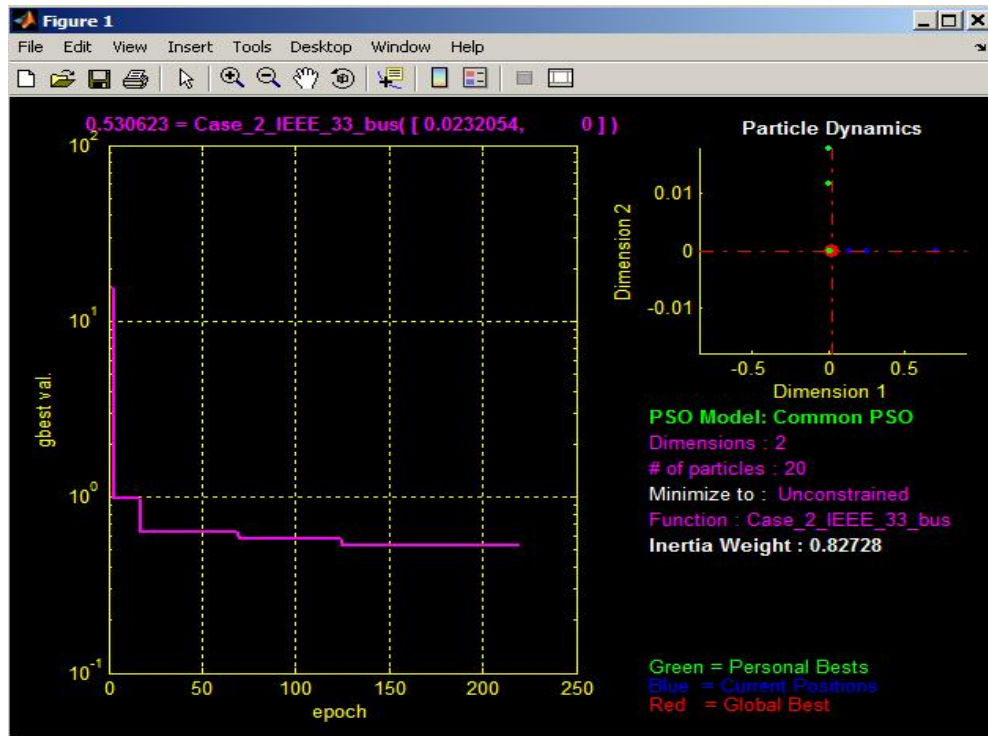 Figure 1
File Edit View Insert Tools Desktop Window Help
0.530623 = Case_2_IEEE_33_bus( [ 0.0232054, 0 ] )
10^2
10^1
10^0
10^-1
gbest val.
0 50 100 150 200 250
epoch
Particle Dynamics
0.01
0
-0.01
Dimension 2
-0.5 0 0.5
Dimension 1
PSO Model: Common PSO
Dimensions : 2
# of particles : 20
Minimize to : Unconstrained
Function : Case_2_IEEE_33_bus
Inertia Weight : 0.82728
Green = Personal Bests
Blue = Current Positions
Red = Global Best